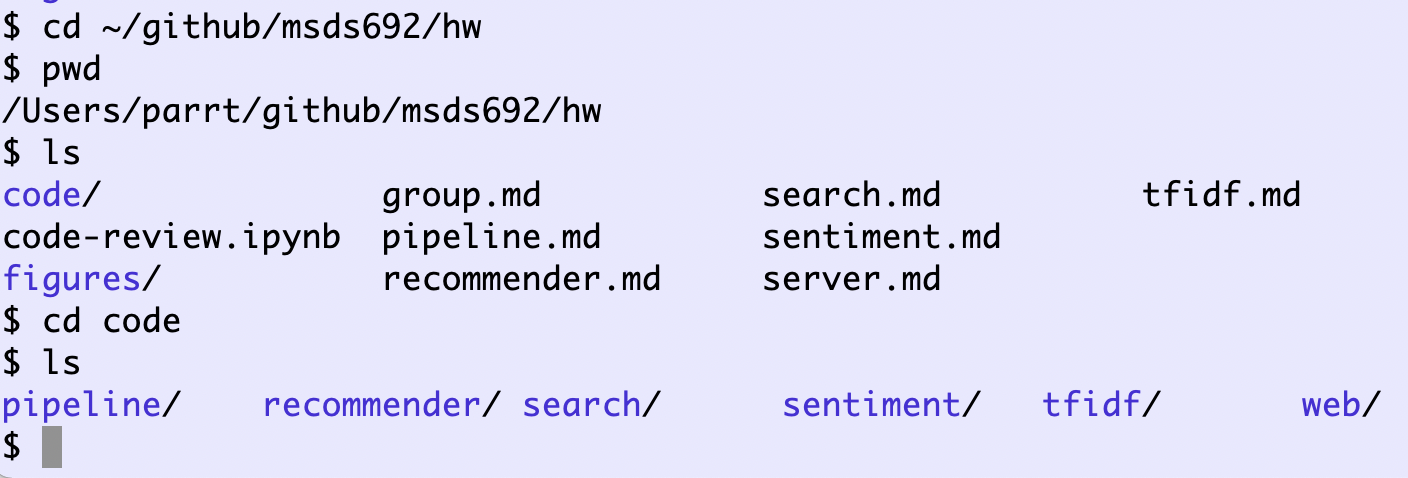 $ cd ~/github/msds692/hw
$ pwd
/Users/parrt/github/msds692/hw
$ ls
code/ group.md search.md tfidf.md
code-review.ipynb pipeline.md sentiment.md
figures/ recommender.md server.md
$ cd code
$ ls
pipeline/ recommender/ search/ sentiment/ tfidf/ web/
$